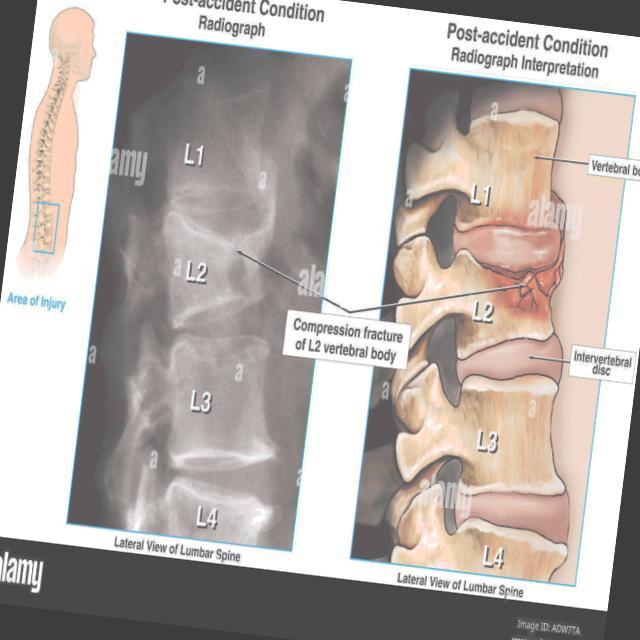 Post-accident Condition
Radiograph
Post-accident Condition
Radiograph Interpretation
L1
L2
L3
L4
L1
L2
L3
L4
Vertebral
Compression fracture
of L2 vertebral body
Intervertebral
disc
Area of Injury
Lateral View of Lumbar Spine
Lateral View of Lumbar Spine
alamy
Image ID: ADW7TA